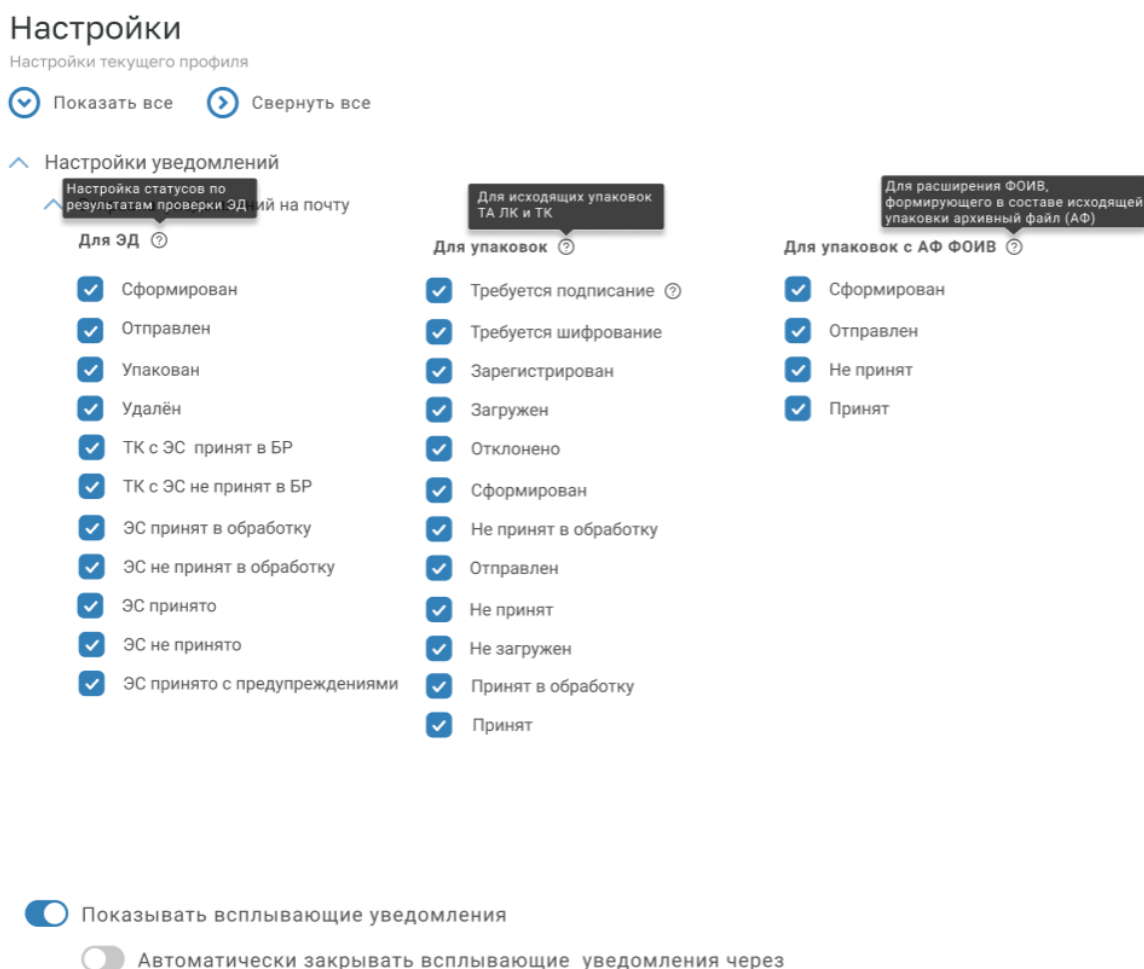 Настройки
Настройки текущего профиля
Показать все
Свернуть все
Настройки уведомлений
Настройка статусов по
результатам проверки ЭД
на почту
Для исходящих упаковок
ТА ЛК и ТК
Для расширения ФОИВ,
формирующего в составе исходящей
упаковки архивный файл (АФ)
Для ЭД
Сформирован
Отправлен
Упакован
Удалён
ТК с ЭС принят в БР
ТК с ЭС не принят в БР
ЭС принят в обработку
ЭС не принят в обработку
ЭС принято
ЭС не принято
ЭС принято с предупреждениями
Для упаковок
Требуется подписание
Требуется шифрование
Зарегистрирован
Загружен
Отклонено
Сформирован
Не принят в обработку
Отправлен
Не принят
Не загружен
Принят в обработку
Принят
Для упаковок с АФ ФОИВ
Сформирован
Отправлен
Не принят
Принят
Показывать всплывающие уведомления
Автоматически закрывать всплывающие уведомления через